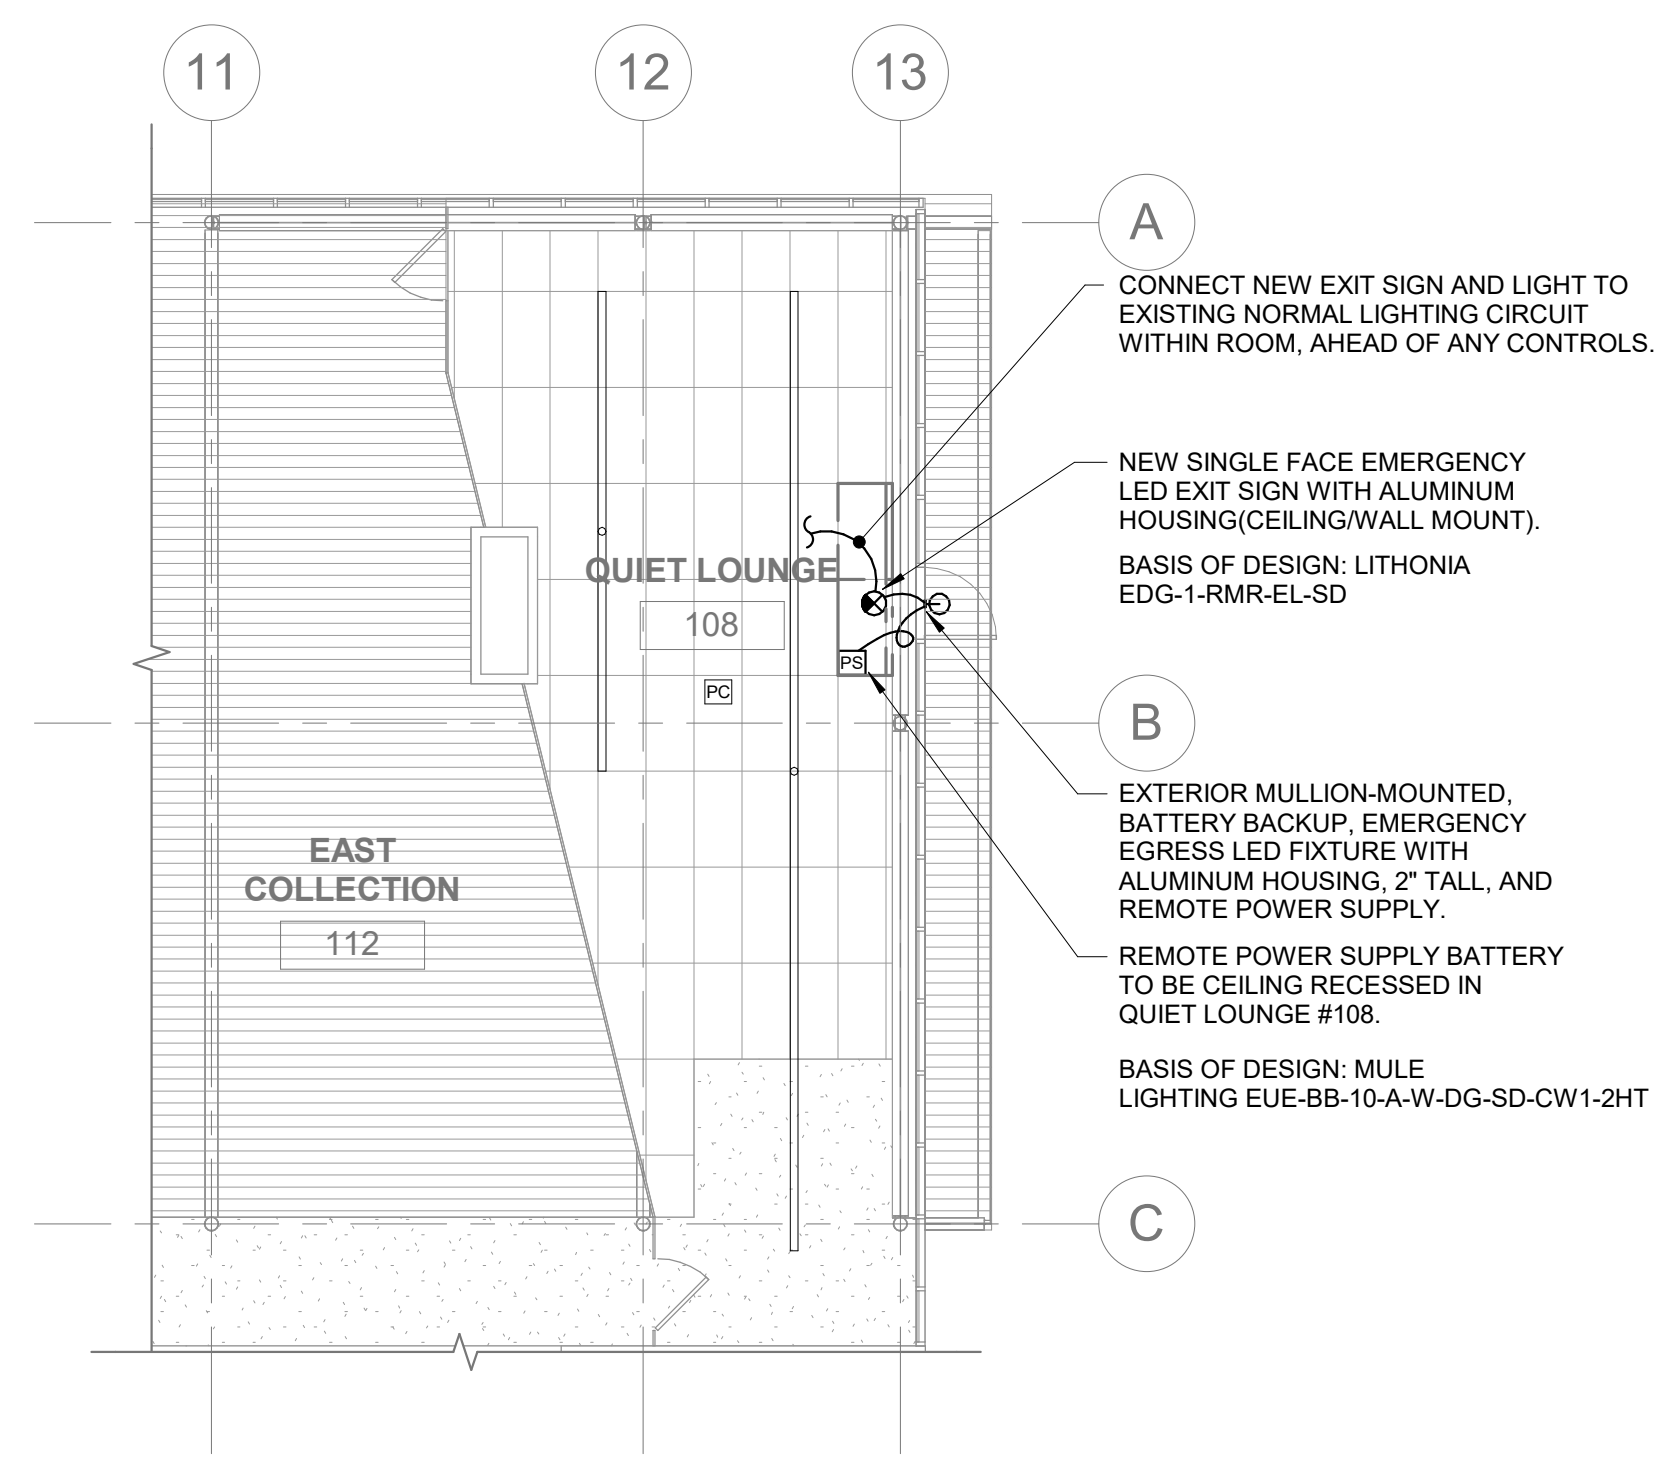 11
12
13
A
CONNECT NEW EXIT SIGN AND LIGHT TO
EXISTING NORMAL LIGHTING CIRCUIT
WITHIN ROOM, AHEAD OF ANY CONTROLS.
NEW SINGLE FACE EMERGENCY
LED EXIT SIGN WITH ALUMINUM
HOUSING(CEILING/WALL MOUNT).
BASIS OF DESIGN: LITHONIA
EDG-1-RMR-EL-SD
QUIET LOUNGE
108
PS
PC
B
EXTERIOR MULLION-MOUNTED,
BATTERY BACKUP, EMERGENCY
EGRESS LED FIXTURE WITH
ALUMINUM HOUSING, 2" TALL, AND
REMOTE POWER SUPPLY.
EAST
COLLECTION
112
REMOTE POWER SUPPLY BATTERY
TO BE CEILING RECESSED IN
QUIET LOUNGE #108.
BASIS OF DESIGN: MULE
LIGHTING EUE-BB-10-A-W-DG-SD-CW1-2HT
C